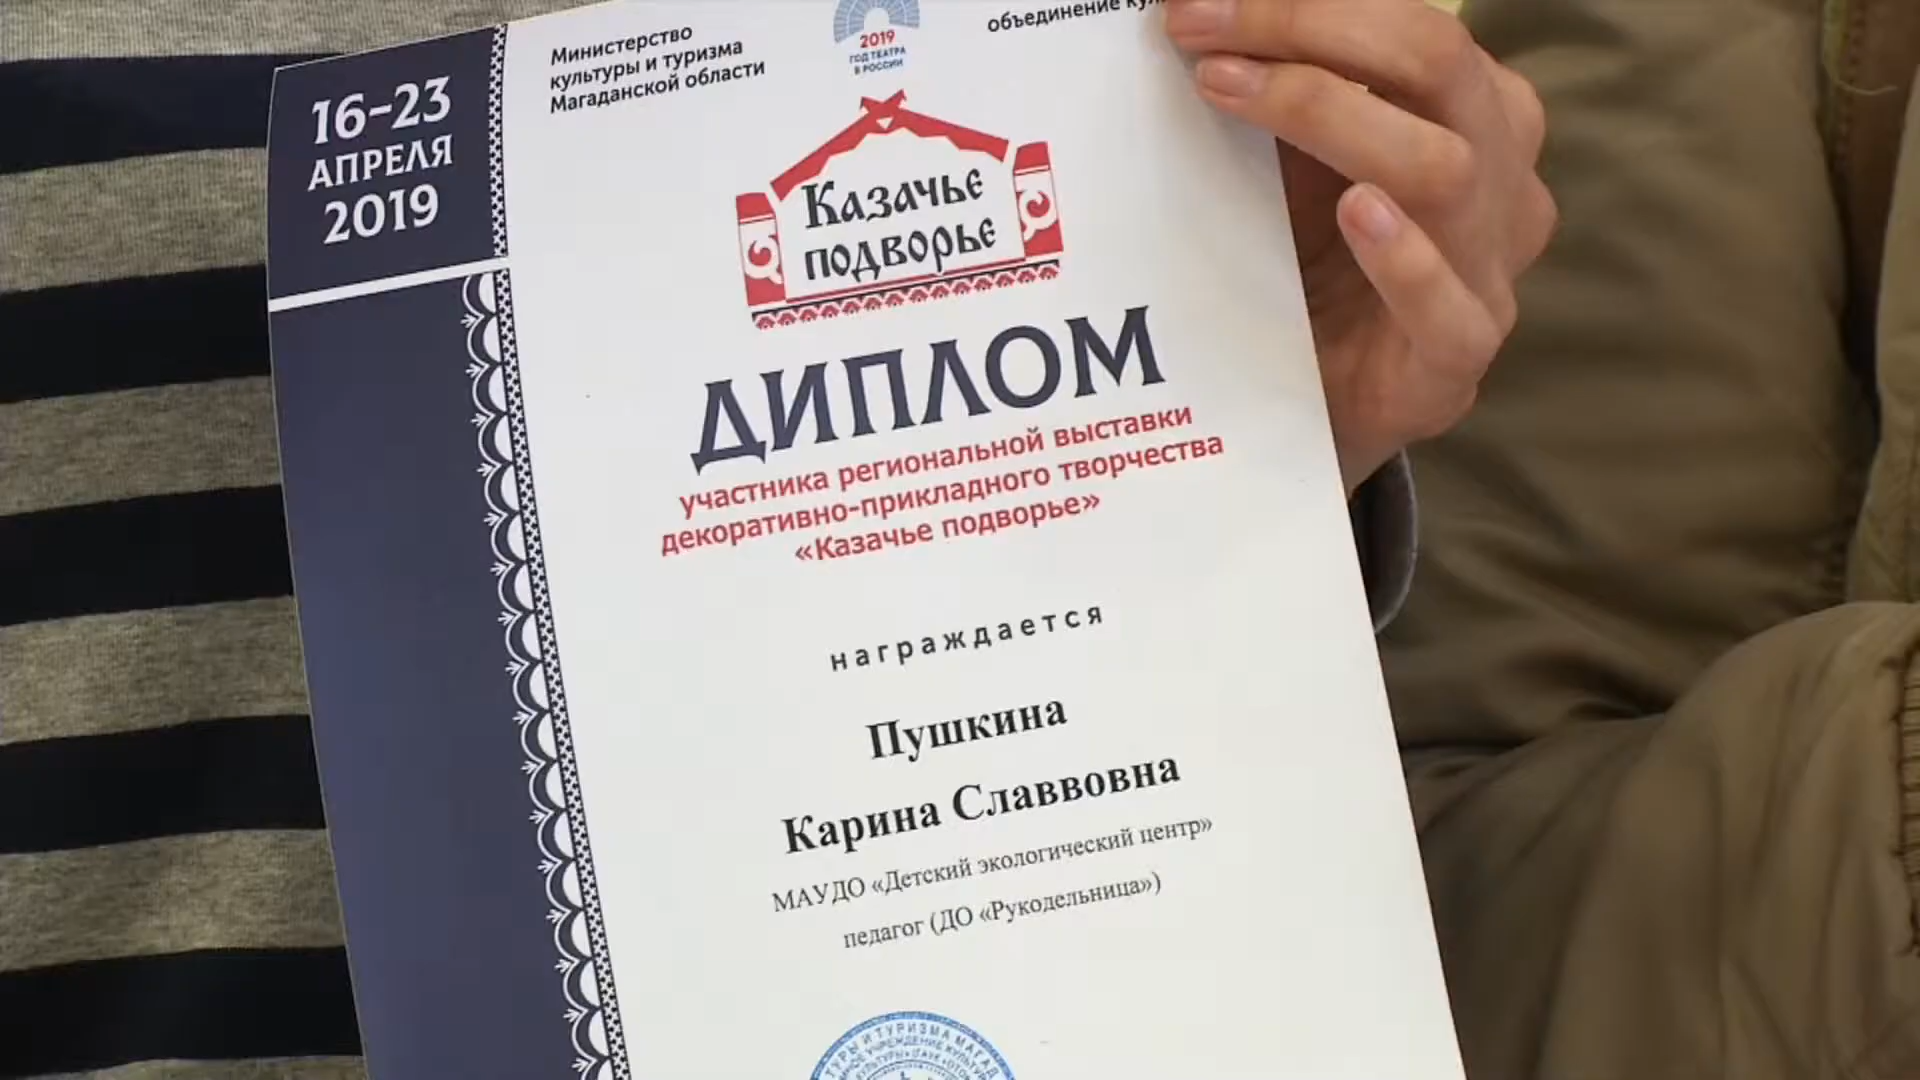 16-23
АПРЕЛЯ
2019
Министерство
культуры и туризма
Магаданской области
2019
ГОД ТЕАТРА
В РОССИИ
объединение
Казачье
подворье
ДИПЛОМ
участника региональной выставки
декоративно-прикладного творчества
«Казачье подворье»
награждается
Пушкина
Карина Славвовна
МАУДО «Детский экологический центр»
педагог (ДО «Рукодельница»)
И ТУРИЗМА